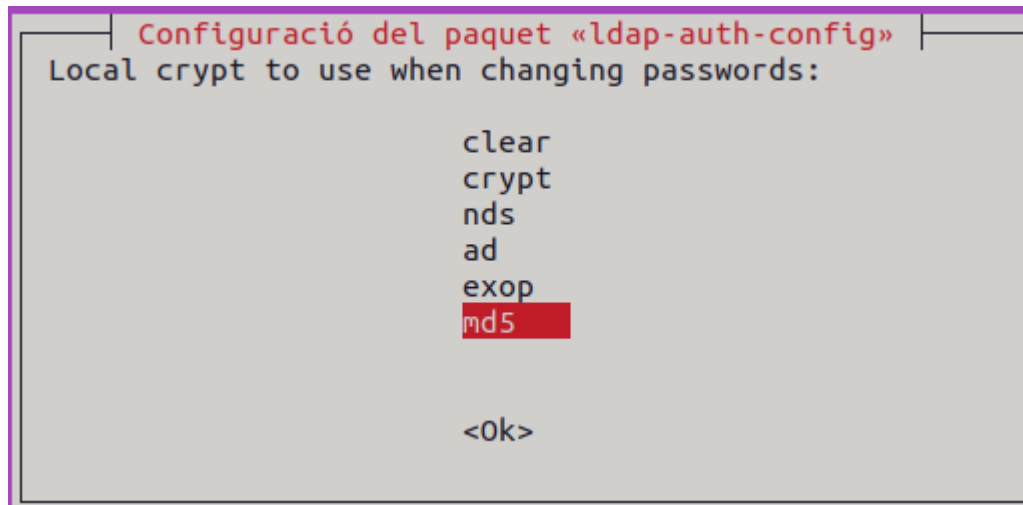 Configuració del paquet «ldap-auth-config»
Local crypt to use when changing passwords:
clear
crypt
nds
ad
exop
md5
<Ok>